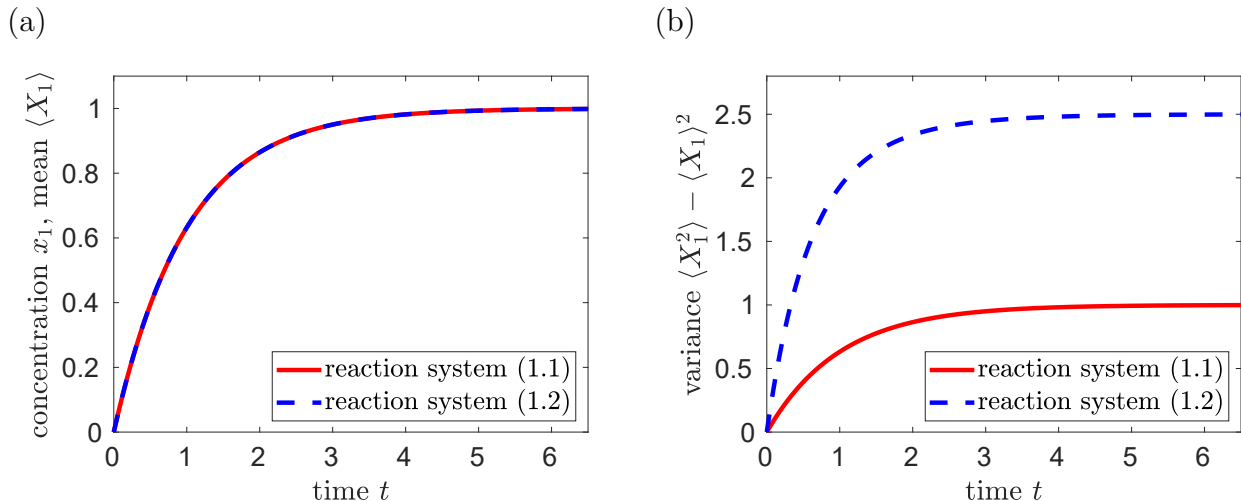 (a)
concentration x₁, mean ⟨X₁⟩
1
0.8
0.6
0.4
0.2
0
0 1 2 3 4 5 6
time t
reaction system (1.1)
reaction system (1.2)
(b)
variance ⟨X₁²⟩ − ⟨X₁⟩²
2.5
2
1.5
1
0.5
0
0 1 2 3 4 5 6
time t
reaction system (1.1)
reaction system (1.2)